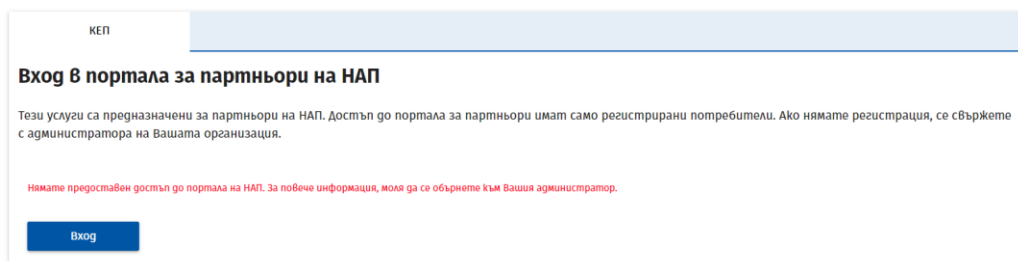 КЕП
Вход в портала за партньори на НАП
Тези услуги са предназначени за партньори на НАП. Достъп до портала за партньори имат само регистрирани потребители. Ако нямате регистрация, се свържете
с администратора на Вашата организация.
Нямате предоставен достъп до портала на НАП. За повече информация, моля да се обърнете към Вашия администратор.
Вход